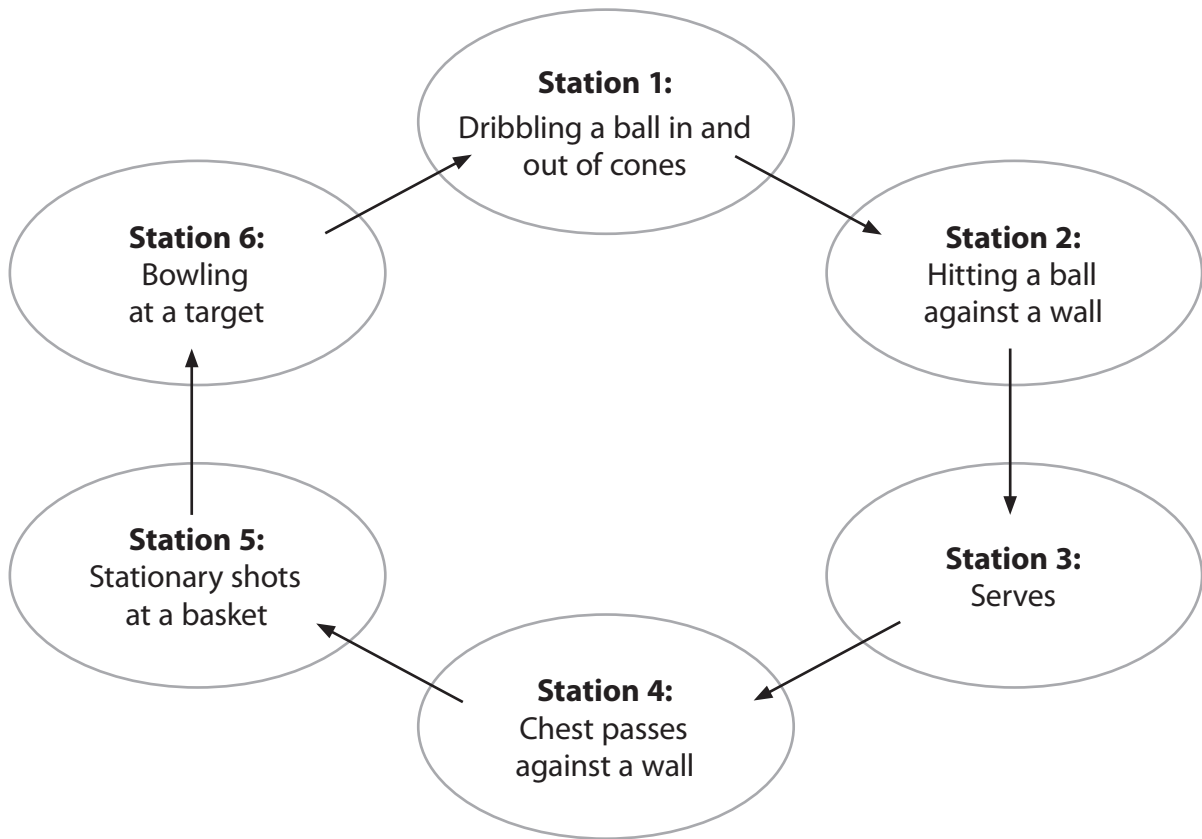 Station 1:
Dribbling a ball in and
out of cones
Station 2:
Hitting a ball
against a wall
Station 3:
Serves
Station 4:
Chest passes
against a wall
Station 5:
Stationary shots
at a basket
Station 6:
Bowling
at a target